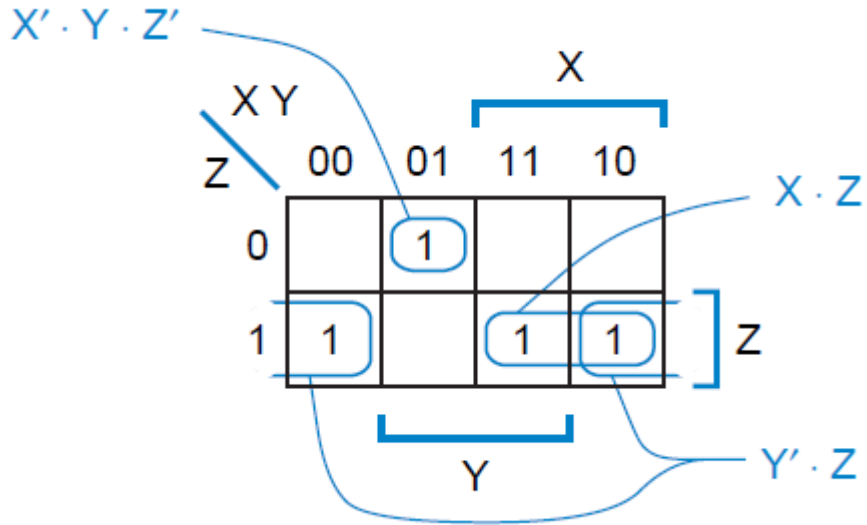 X′ · Y · Z′
X
X Y
Z
00 01 11 10
X · Z
0 1
1 1 1 1 Z
Y
Y′ · Z